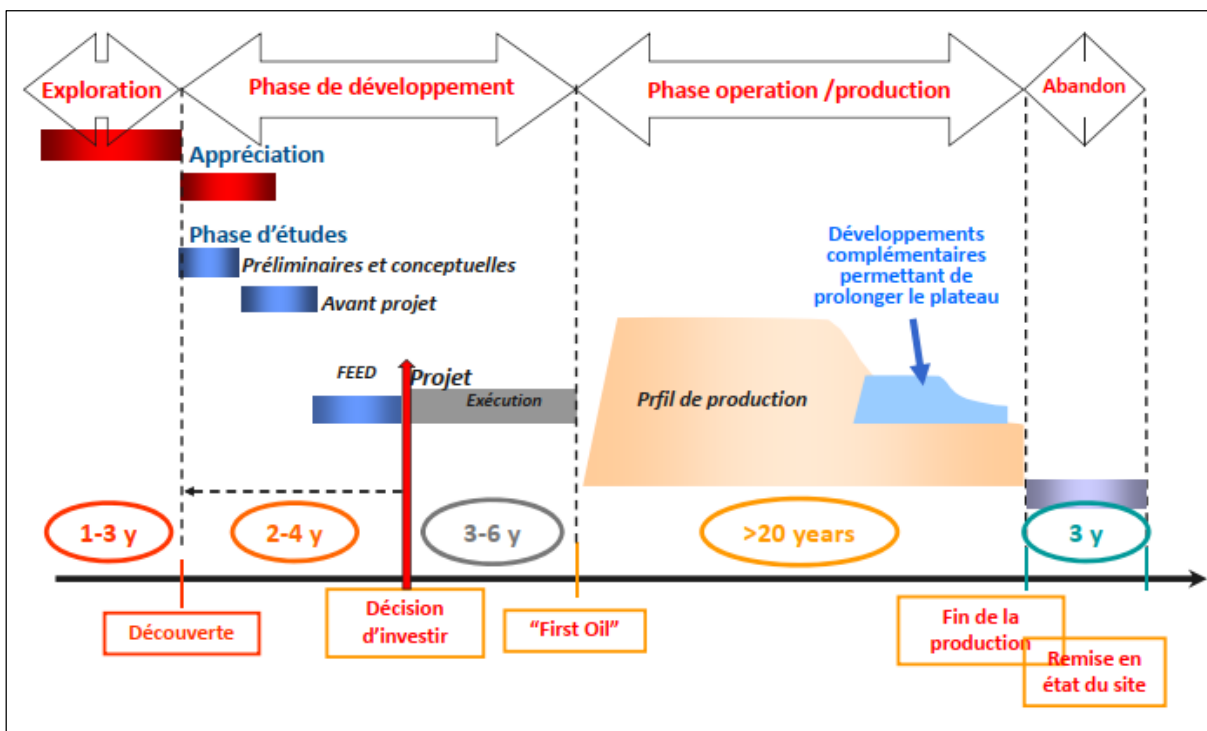 Exploration
Phase de développement
Phase operation /production
Abandon
Appréciation
Phase d'études
Préliminaires et conceptuelles
Avant projet
Développements
complémentaires
permettant de
prolonger le plateau
FEED
Projet
Exécution
Prfil de production
1-3 y
2-4 y
3-6 y
>20 years
3 y
Découverte
Décision
d'investir
“First Oil”
Fin de la
production
Remise en
état du site